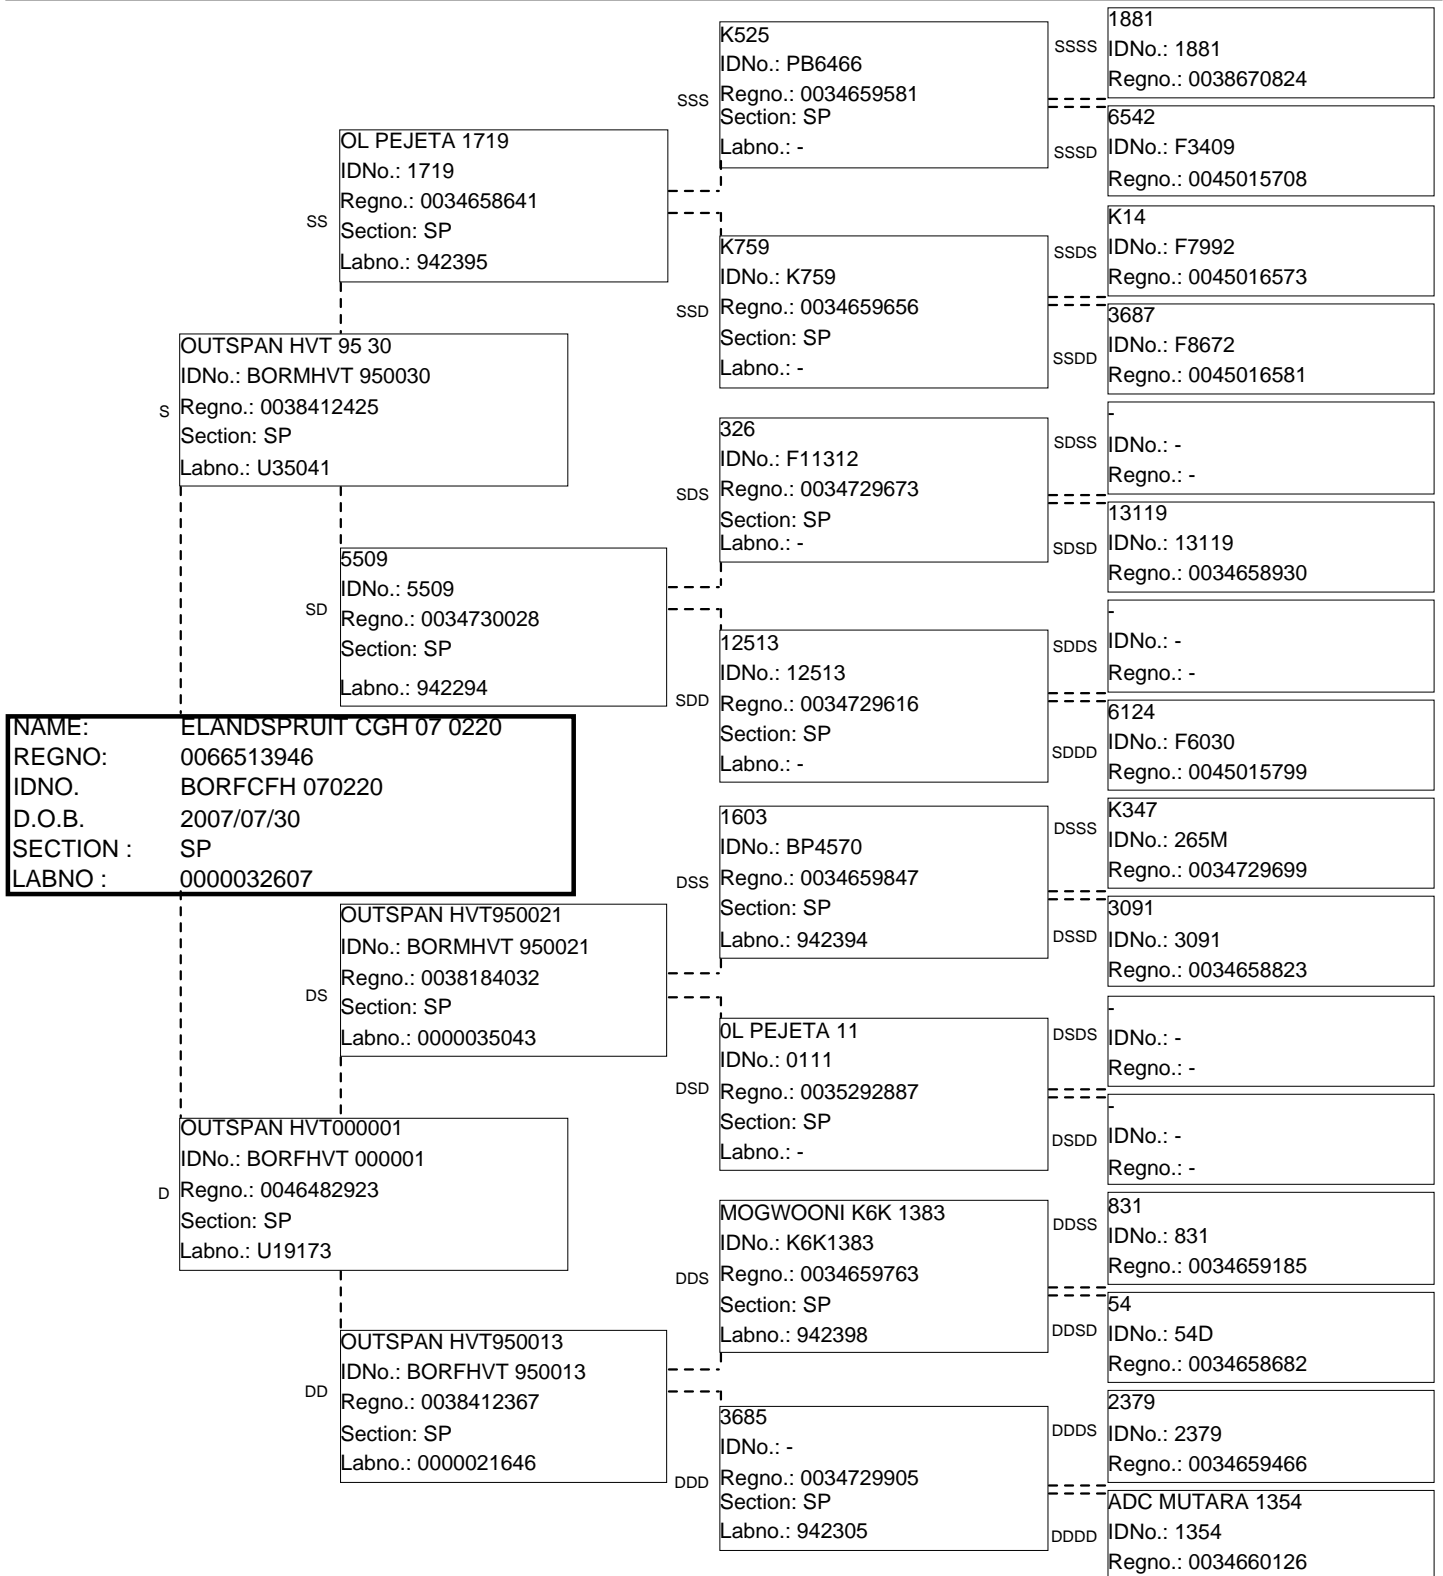 K525
IDNo.: PB6466
SSS Regno.: 0034659581
Section: SP
Labno.: -
SSSS
1881
IDNo.: 1881
Regno.: 0038670824
SSSD
6542
IDNo.: F3409
Regno.: 0045015708
SS
OL PEJETA 1719
IDNo.: 1719
Regno.: 0034658641
Section: SP
Labno.: 942395
SSD
K759
IDNo.: K759
Regno.: 0034659656
Section: SP
Labno.: -
SSDS
K14
IDNo.: F7992
Regno.: 0045016573
SSDD
3687
IDNo.: F8672
Regno.: 0045016581
S
OUTSPAN HVT 95 30
IDNo.: BORMHVT 950030
Regno.: 0038412425
Section: SP
Labno.: U35041
SDS
326
IDNo.: F11312
Regno.: 0034729673
Section: SP
Labno.: -
SDSS
-
IDNo.: -
Regno.: -
SDSD
13119
IDNo.: 13119
Regno.: 0034658930
SD
5509
IDNo.: 5509
Regno.: 0034730028
Section: SP
Labno.: 942294
SDD
12513
IDNo.: 12513
Regno.: 0034729616
Section: SP
Labno.: -
SDDS
-
IDNo.: -
Regno.: -
SDDD
6124
IDNo.: F6030
Regno.: 0045015799
NAME: ELANDSPRUIT CGH 07 0220
REGNO: 0066513946
IDNO. BORFCFH 070220
D.O.B. 2007/07/30
SECTION : SP
LABNO : 0000032607
DSS
1603
IDNo.: BP4570
Regno.: 0034659847
Section: SP
Labno.: 942394
DSSS
K347
IDNo.: 265M
Regno.: 0034729699
DSSD
3091
IDNo.: 3091
Regno.: 0034658823
DS
OUTSPAN HVT950021
IDNo.: BORMHVT 950021
Regno.: 0038184032
Section: SP
Labno.: 0000035043
DSD
0L PEJETA 11
IDNo.: 0111
Regno.: 0035292887
Section: SP
Labno.: -
DSDS
-
IDNo.: -
Regno.: -
DSDD
-
IDNo.: -
Regno.: -
D
OUTSPAN HVT000001
IDNo.: BORFHVT 000001
Regno.: 0046482923
Section: SP
Labno.: U19173
DDS
MOGWOONI K6K 1383
IDNo.: K6K1383
Regno.: 0034659763
Section: SP
Labno.: 942398
DDSS
831
IDNo.: 831
Regno.: 0034659185
DDSD
54
IDNo.: 54D
Regno.: 0034658682
DD
OUTSPAN HVT950013
IDNo.: BORFHVT 950013
Regno.: 0038412367
Section: SP
Labno.: 0000021646
DDD
3685
IDNo.: -
Regno.: 0034729905
Section: SP
Labno.: 942305
DDDS
2379
IDNo.: 2379
Regno.: 0034659466
DDDD
ADC MUTARA 1354
IDNo.: 1354
Regno.: 0034660126